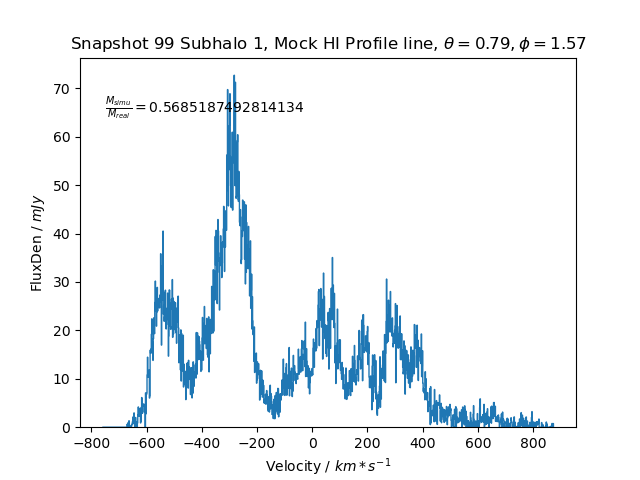 Snapshot 99 Subhalo 1, Mock HI Profile line, θ = 0.79, ϕ = 1.57
M_simu / M_real = 0.5685187492814134
FluxDen / mJy
70
60
50
40
30
20
10
0
−800 −600 −400 −200 0 200 400 600 800
Velocity / km * s⁻¹